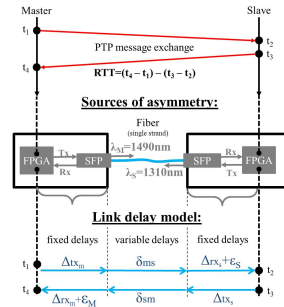 Master Slave
t1
t2
PTP message exchange
t3
t4
RTT=(t4 – t1) – (t3 – t2)
Sources of asymmetry:
Fiber
(single strand)
λM=1490nm
FPGA Tx Rx SFP SFP Rx Tx FPGA
λS=1310nm
Link delay model:
fixed delays variable delays fixed delays
t1 Δtxm δms Δrxs+εS t2
t4 Δrxm+εM δsm Δtxs t3